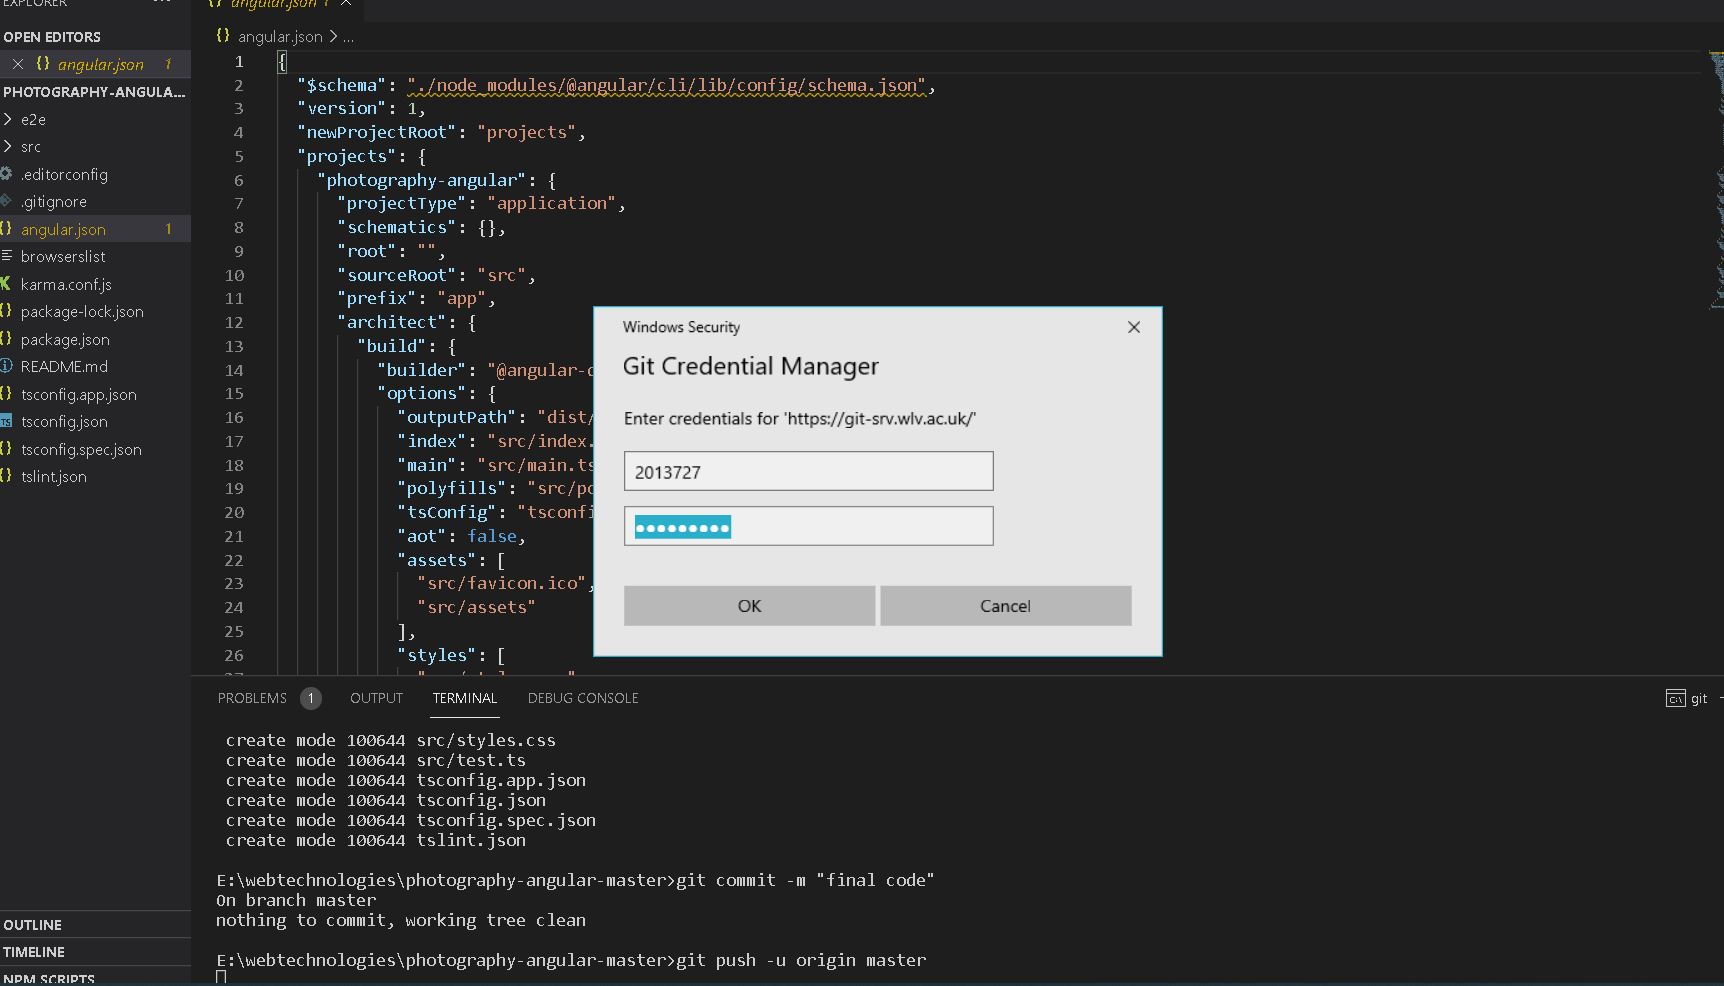 EXPLORER
OPEN EDITORS
{} angular.json 1
PHOTOGRAPHY-ANGULA...
e2e
src
.editorconfig
.gitignore
{} angular.json 1
browserslist
karma.conf.js
{} package-lock.json
{} package.json
README.md
{} tsconfig.app.json
TS tsconfig.json
{} tsconfig.spec.json
{} tslint.json
OUTLINE
TIMELINE
NPM SCRIPTS
{} angular.json 1
{} angular.json > ...
1 {
2 "$schema": "./node_modules/@angular/cli/lib/config/schema.json",
3 "version": 1,
4 "newProjectRoot": "projects",
5 "projects": {
6 "photography-angular": {
7 "projectType": "application",
8 "schematics": {},
9 "root": "",
10 "sourceRoot": "src",
11 "prefix": "app",
12 "architect": {
13 "build": {
14 "builder": "@angular-
15 "options": {
16 "outputPath": "dist/
17 "index": "src/index.
18 "main": "src/main.ts
19 "polyfills": "src/po
20 "tsConfig": "tsconfi
21 "aot": false,
22 "assets": [
23 "src/favicon.ico",
24 "src/assets"
25 ],
26 "styles": [
Windows Security
Git Credential Manager
Enter credentials for 'https://git-srv.wlv.ac.uk/'
2013727
●●●●●●●●●
OK Cancel
PROBLEMS 1 OUTPUT TERMINAL DEBUG CONSOLE
git
create mode 100644 src/styles.css
create mode 100644 src/test.ts
create mode 100644 tsconfig.app.json
create mode 100644 tsconfig.json
create mode 100644 tsconfig.spec.json
create mode 100644 tslint.json
E:\webtechnologies\photography-angular-master>git commit -m "final code"
On branch master
nothing to commit, working tree clean
E:\webtechnologies\photography-angular-master>git push -u origin master